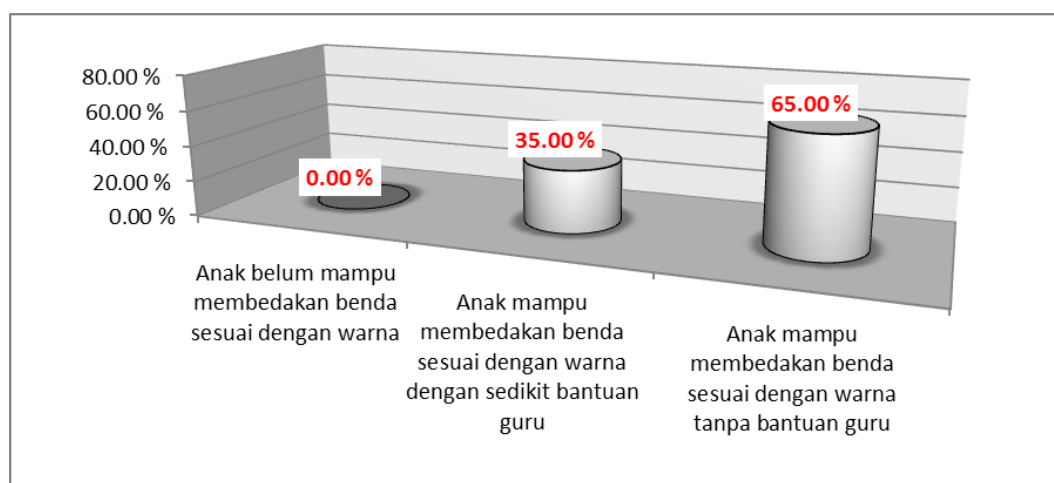 80.00 %
60.00 %
40.00 %
20.00 %
0.00 %
0.00 %
35.00 %
65.00 %
Anak belum mampu
membedakan benda
sesuai dengan warna
Anak mampu
membedakan benda
sesuai dengan warna
dengan sedikit bantuan
guru
Anak mampu
membedakan benda
sesuai dengan warna
tanpa bantuan guru